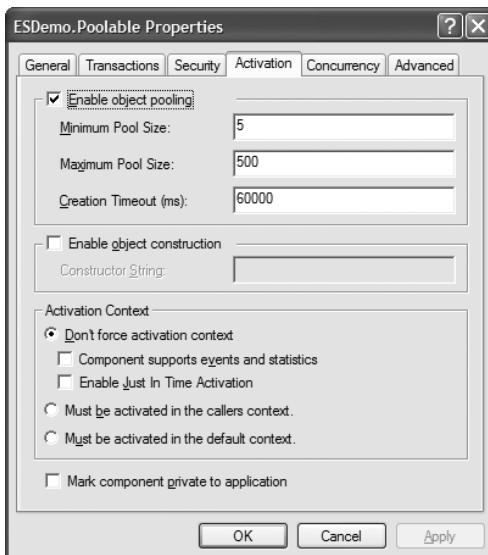 ESDemo.Poolable Properties
General Transactions Security Activation Concurrency Advanced
Enable object pooling
Minimum Pool Size: 5
Maximum Pool Size: 500
Creation Timeout (ms): 60000
Enable object construction
Constructor String:
Activation Context
Don't force activation context
Component supports events and statistics
Enable Just In Time Activation
Must be activated in the callers context.
Must be activated in the default context.
Mark component private to application
OK Cancel Apply